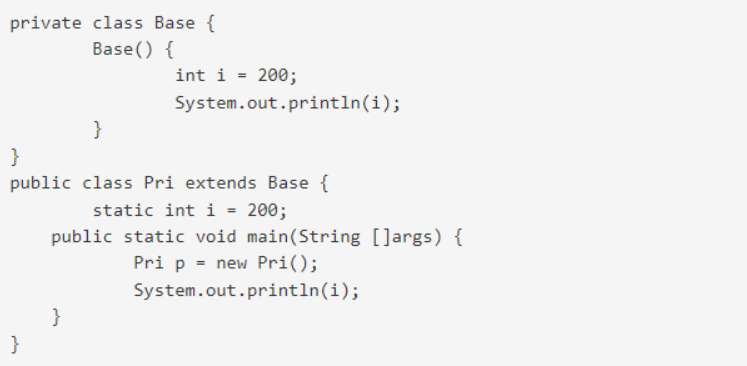 private class Base {
        Base() {
                int i = 200;
                System.out.println(i);
        }
}
public class Pri extends Base {
        static int i = 200;
    public static void main(String []args) {
            Pri p = new Pri();
            System.out.println(i);
    }
}